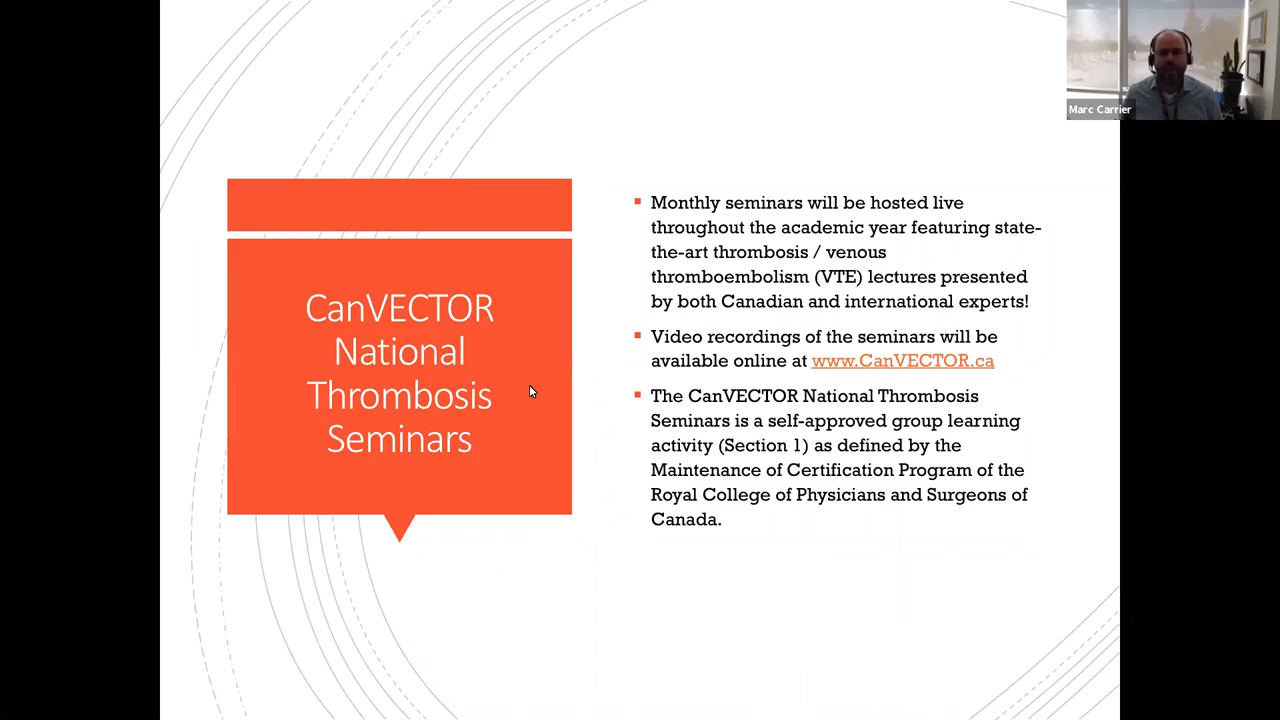 Marc Carrier
CanVECTOR
National
Thrombosis
Seminars
Monthly seminars will be hosted live
throughout the academic year featuring state-
the-art thrombosis / venous
thromboembolism (VTE) lectures presented
by both Canadian and international experts!
Video recordings of the seminars will be
available online at www.CanVECTOR.ca
The CanVECTOR National Thrombosis
Seminars is a self-approved group learning
activity (Section 1) as defined by the
Maintenance of Certification Program of the
Royal College of Physicians and Surgeons of
Canada.